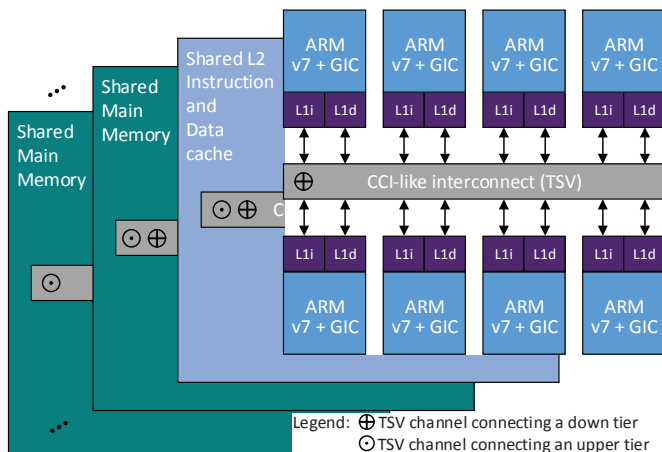 Shared
Main
Memory
Shared
Main
Memory
Shared L2
Instruction
and
Data
cache
ARM
v7 + GIC
ARM
v7 + GIC
ARM
v7 + GIC
ARM
v7 + GIC
L1i L1d
L1i L1d
L1i L1d
L1i L1d
C
CCI-like interconnect (TSV)
L1i L1d
L1i L1d
L1i L1d
L1i L1d
ARM
v7 + GIC
ARM
v7 + GIC
ARM
v7 + GIC
ARM
v7 + GIC
Legend: ⊕ TSV channel connecting a down tier
⊙ TSV channel connecting an upper tier